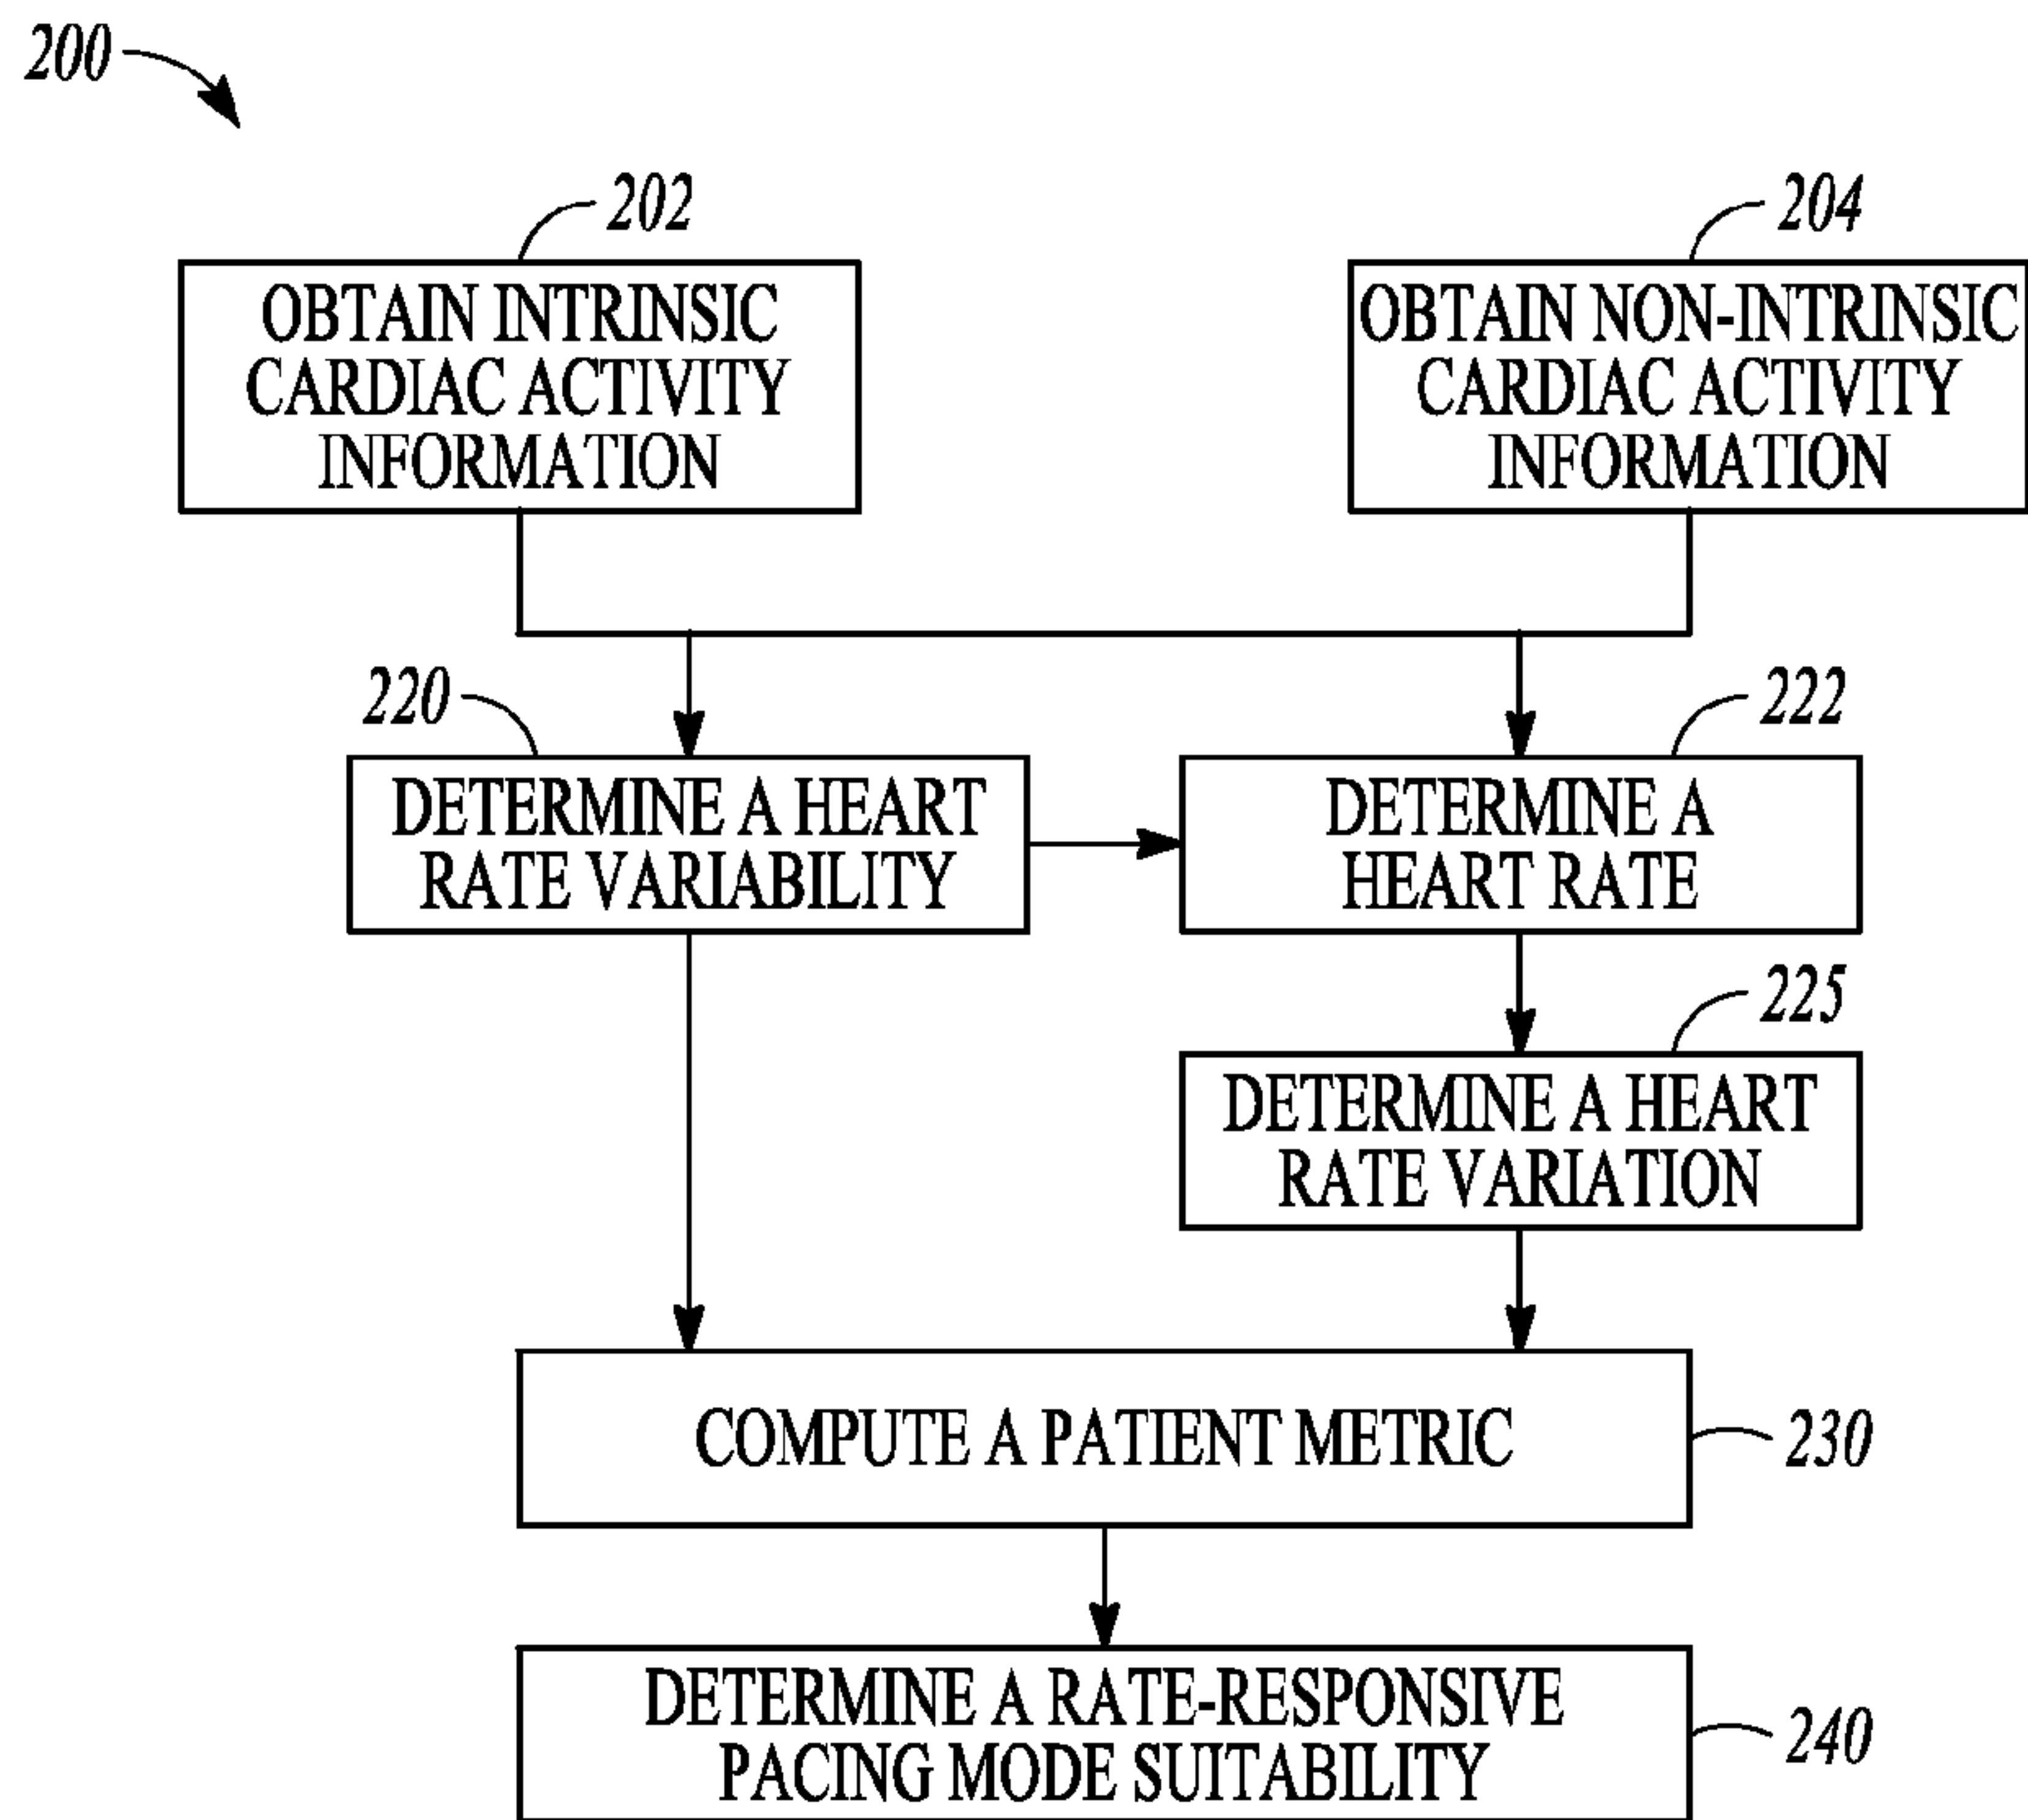 200
202
204
OBTAIN INTRINSIC
CARDIAC ACTIVITY
INFORMATION
OBTAIN NON-INTRINSIC
CARDIAC ACTIVITY
INFORMATION
220
222
DETERMINE A HEART
RATE VARIABILITY
DETERMINE A
HEART RATE
225
DETERMINE A HEART
RATE VARIATION
COMPUTE A PATIENT METRIC
230
DETERMINE A RATE-RESPONSIVE
PACING MODE SUITABILITY
240